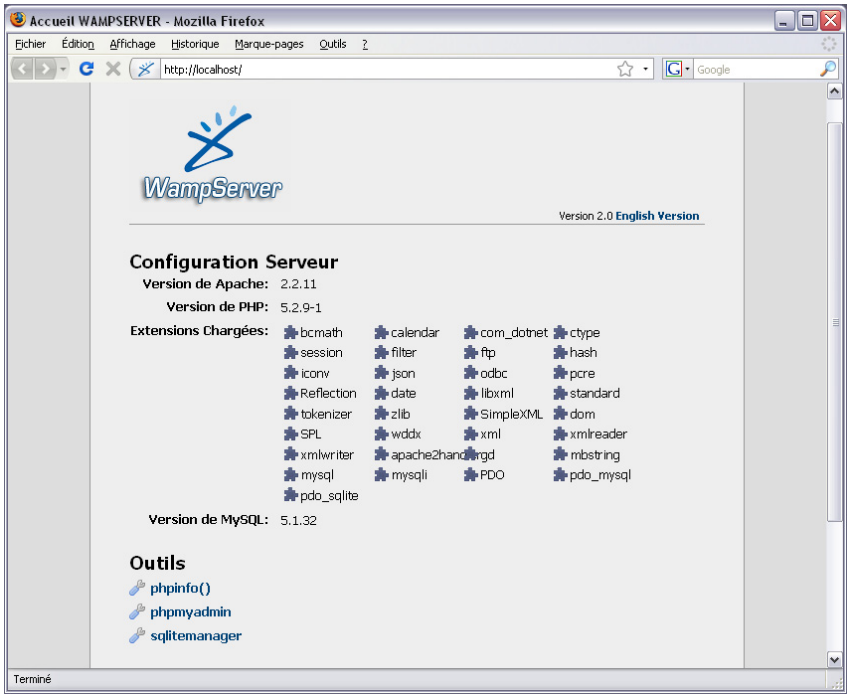 Accueil WAMPSERVER - Mozilla Firefox
Fichier Édition Affichage Historique Marque-pages Outils ?
http://localhost/ G Google
WampServer
Version 2.0 English Version
Configuration Serveur
Version de Apache: 2.2.11
Version de PHP: 5.2.9-1
Extensions Chargées: bcmath calendar com_dotnet ctype
session filter ftp hash
iconv json odbc pcre
Reflection date libxml standard
tokenizer zlib SimpleXML dom
SPL wddx xml xmlreader
xmlwriter gd mbstring
mysql mysqli PDO pdo_mysql
pdo_sqlite
Version de MySQL: 5.1.32
Outils
phpinfo()
phpmyadmin
sqlitemanager
Terminé